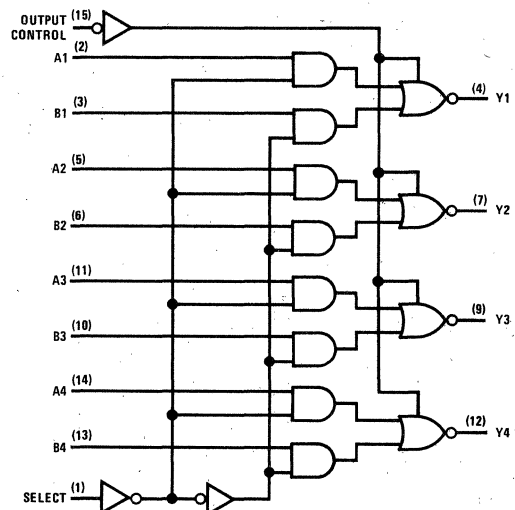 OUTPUT (15)
CONTROL
(2)
A1
(4)
Y1
(3)
B1
(5)
A2
(7)
Y2
(6)
B2
(11)
A3
(9)
Y3
(10)
B3
(14)
A4
(12)
Y4
(13)
B4
(1)
SELECT